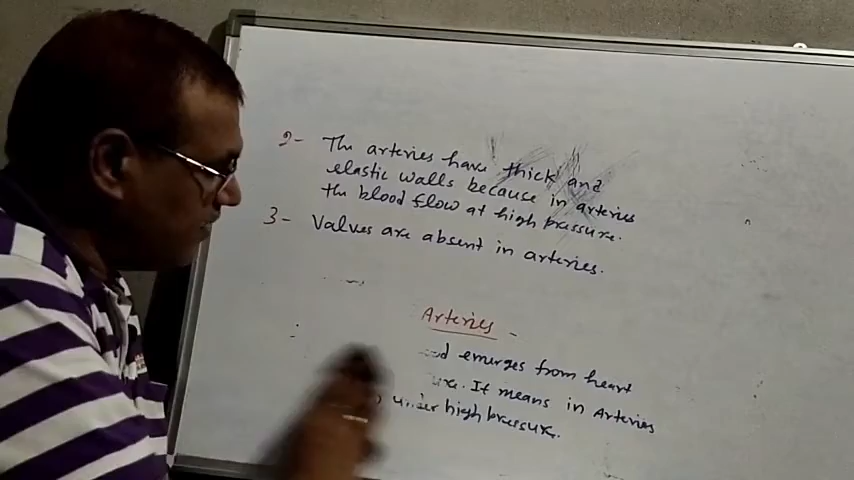 2- The arteries have thick and
elastic walls because in arteries
the blood flow at high pressure.
3- Valves are absent in arteries.
Arteries -
emerges from heart
It means in Arteries
under high pressure.